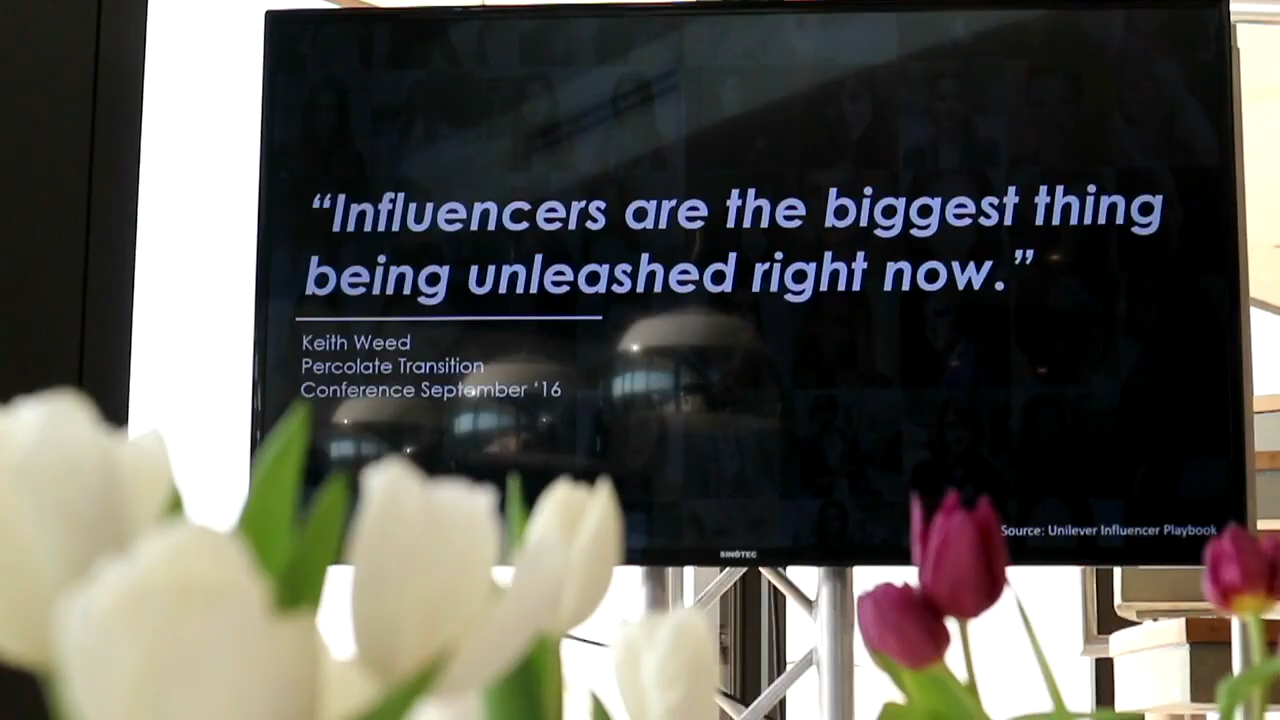 “Influencers are the biggest thing
being unleashed right now.”
Keith Weed
Percolate Transition
Conference September ‘16
Source: Unilever Influencer Playbook
SINOTEC